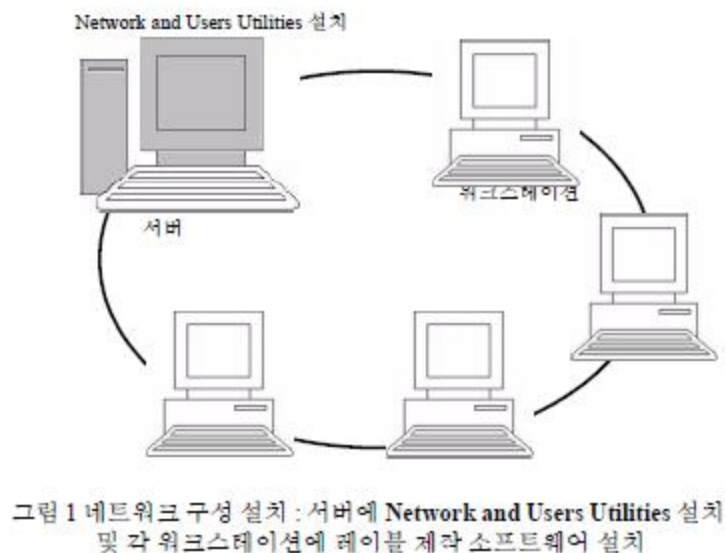 Network and Users Utilities 설치
워크스테이션
서버
그림 1 네트워크 구성 설치 : 서버에 Network and Users Utilities 설치
및 각 워크스테이션에 레이블 제작 소프트웨어 설치